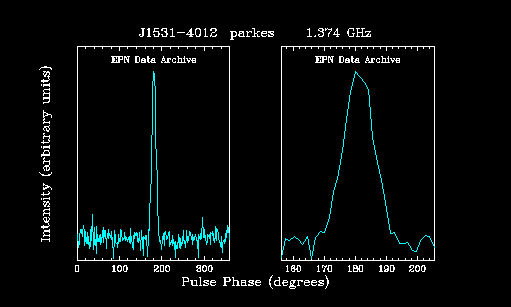 J1531-4012 parkes 1.374 GHz
EPN Data Archive
EPN Data Archive
Intensity (arbitrary units)
0 100 200 300
160 170 180 190 200
Pulse Phase (degrees)